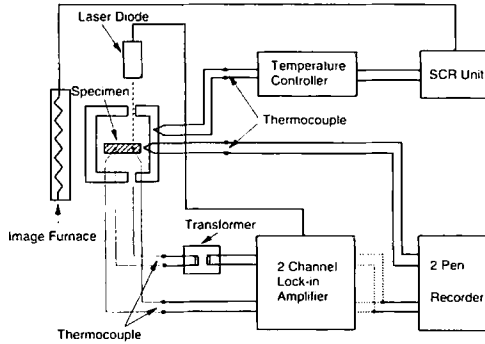 Laser Diode
Specimen
Temperature
Controller
SCR Unit
Thermocouple
Image Furnace
Transformer
2 Channel
Lock-in
Amplifier
2 Pen
Recorder
Thermocouple